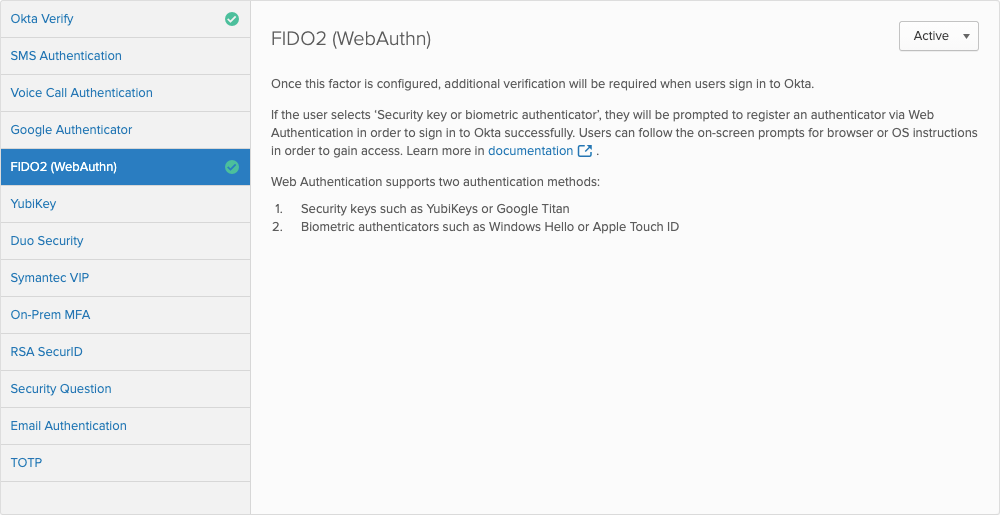 Okta Verify
SMS Authentication
Voice Call Authentication
Google Authenticator
FIDO2 (WebAuthn)
YubiKey
Duo Security
Symantec VIP
On-Prem MFA
RSA SecurID
Security Question
Email Authentication
TOTP
FIDO2 (WebAuthn)
Active
Once this factor is configured, additional verification will be required when users sign in to Okta.
If the user selects ‘Security key or biometric authenticator’, they will be prompted to register an authenticator via Web
Authentication in order to sign in to Okta successfully. Users can follow the on-screen prompts for browser or OS instructions
in order to gain access. Learn more in documentation .
Web Authentication supports two authentication methods:
1. Security keys such as YubiKeys or Google Titan
2. Biometric authenticators such as Windows Hello or Apple Touch ID